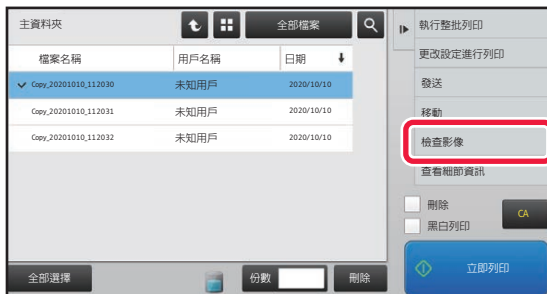 主資料夾
全部檔案
檔案名稱 用戶名稱 日期
Copy_20201010_112030 未知用戶 2020/10/10
Copy_20201010_112031 未知用戶 2020/10/10
Copy_20201010_112032 未知用戶 2020/10/10
全部選擇 份數 刪除
執行整批列印
更改設定進行列印
發送
移動
檢查影像
查看細節資訊
刪除
黑白列印
CA
立即列印